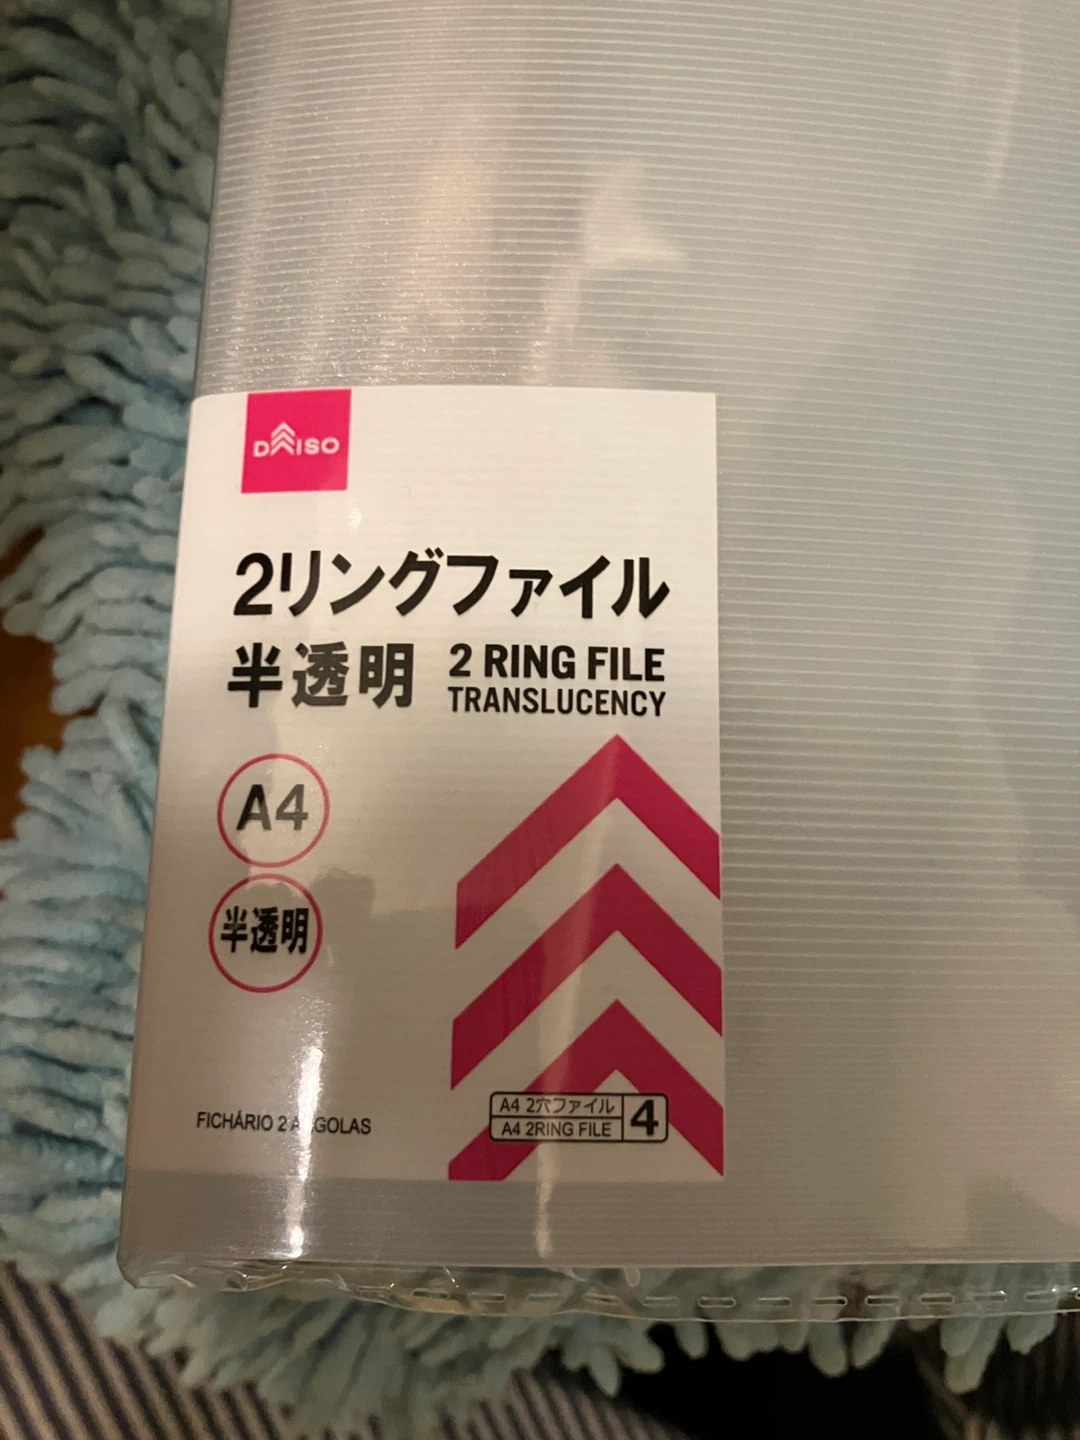 DAISO
2リングファイル
半透明
2 RING FILE
TRANSLUCENCY
A4
半透明
FICHÁRIO 2 ARGOLAS
A4 2穴ファイル
A4 2RING FILE
4